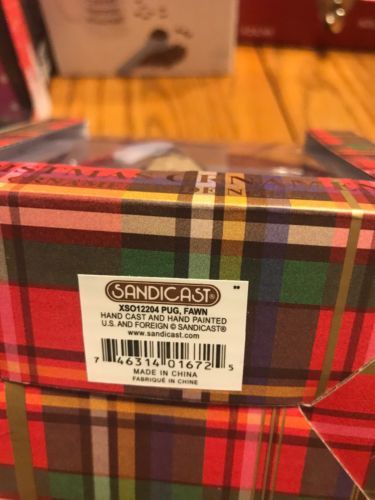 SANDICAST®
XSO12204 PUG, FAWN
HAND CAST AND HAND PAINTED
U.S. AND FOREIGN © SANDICAST®
www.sandicast.com
7 46314 01672 5
MADE IN CHINA
FABRIQUÉ IN CHINE